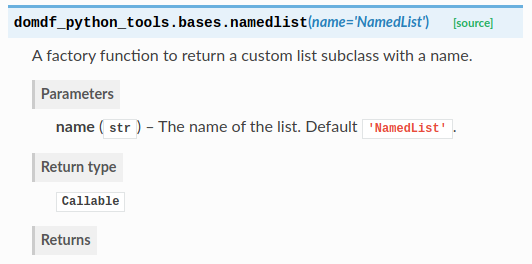 domdf_python_tools.bases.namedlist(name='NamedList') [source]
A factory function to return a custom list subclass with a name.
Parameters
name (str) – The name of the list. Default 'NamedList'.
Return type
Callable
Returns